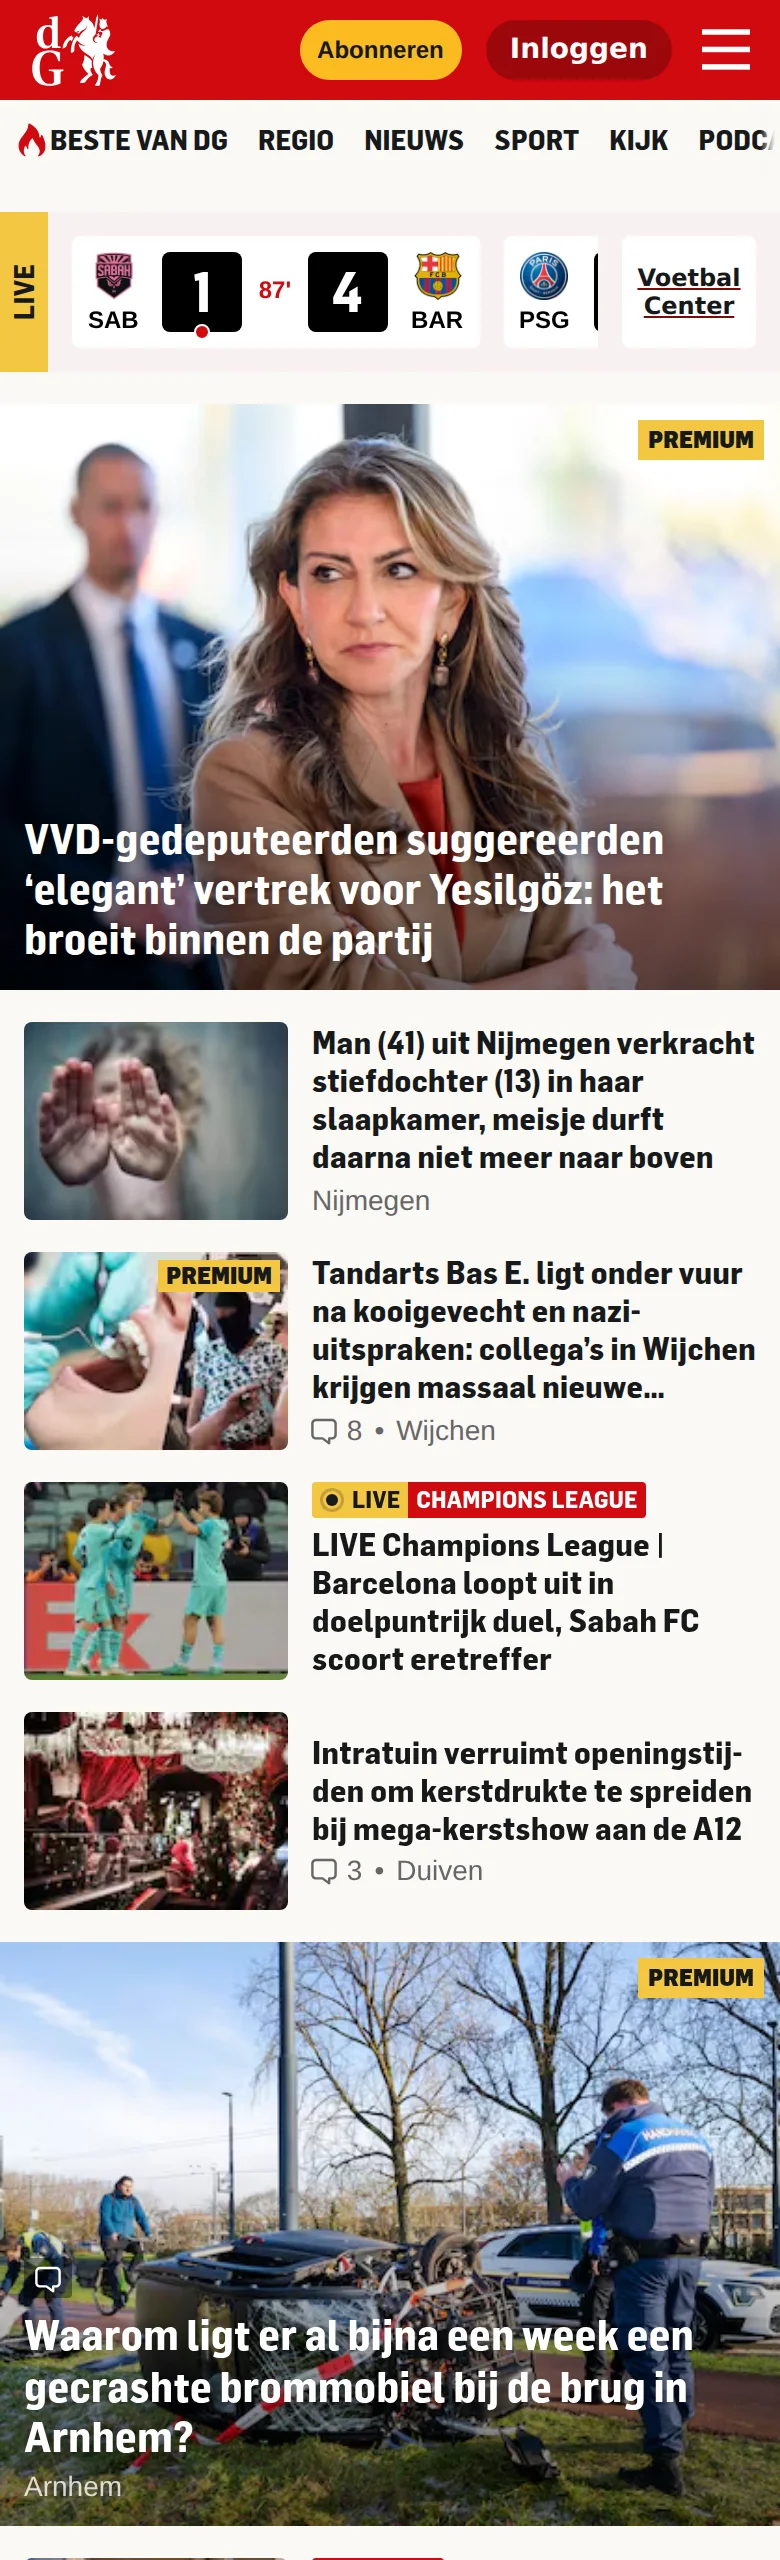 dG
Abonneren
Inloggen
BESTE VAN DG
REGIO
NIEUWS
SPORT
KIJK
PODCA
LIVE
SABAH
SAB
1
87'
4
FCB
BAR
PARIS
PSG
Voetbal
Center
PREMIUM
VVD-gedeputeerden suggereerden
‘elegant’ vertrek voor Yesilgöz: het
broeit binnen de partij
Man (41) uit Nijmegen verkracht
stiefdochter (13) in haar
slaapkamer, meisje durft
daarna niet meer naar boven
Nijmegen
PREMIUM
Tandarts Bas E. ligt onder vuur
na kooigevecht en nazi-
uitspraken: collega’s in Wijchen
krijgen massaal nieuwe...
8 • Wijchen
LIVE CHAMPIONS LEAGUE
LIVE Champions League |
Barcelona loopt uit in
doelpuntrijk duel, Sabah FC
scoort eretreffer
Intratuin verruimt openingstij-
den om kerstdrukte te spreiden
bij mega-kerstshow aan de A12
3 • Duiven
PREMIUM
Waarom ligt er al bijna een week een
gecrashte brommobiel bij de brug in
Arnhem?
Arnhem